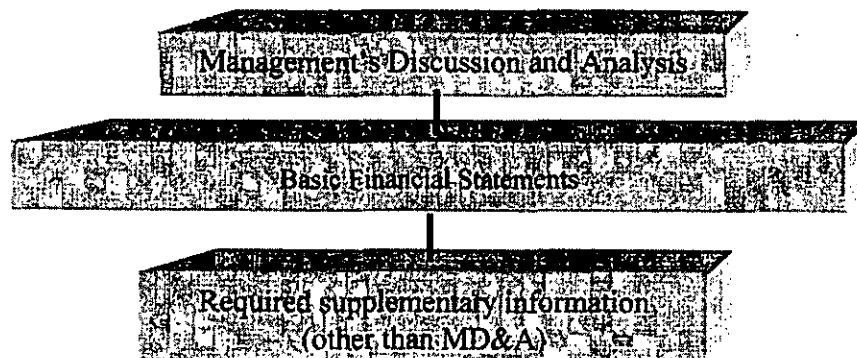 Management's Discussion and Analysis
Basic Financial Statements
Required supplementary information
(other than MD&A)